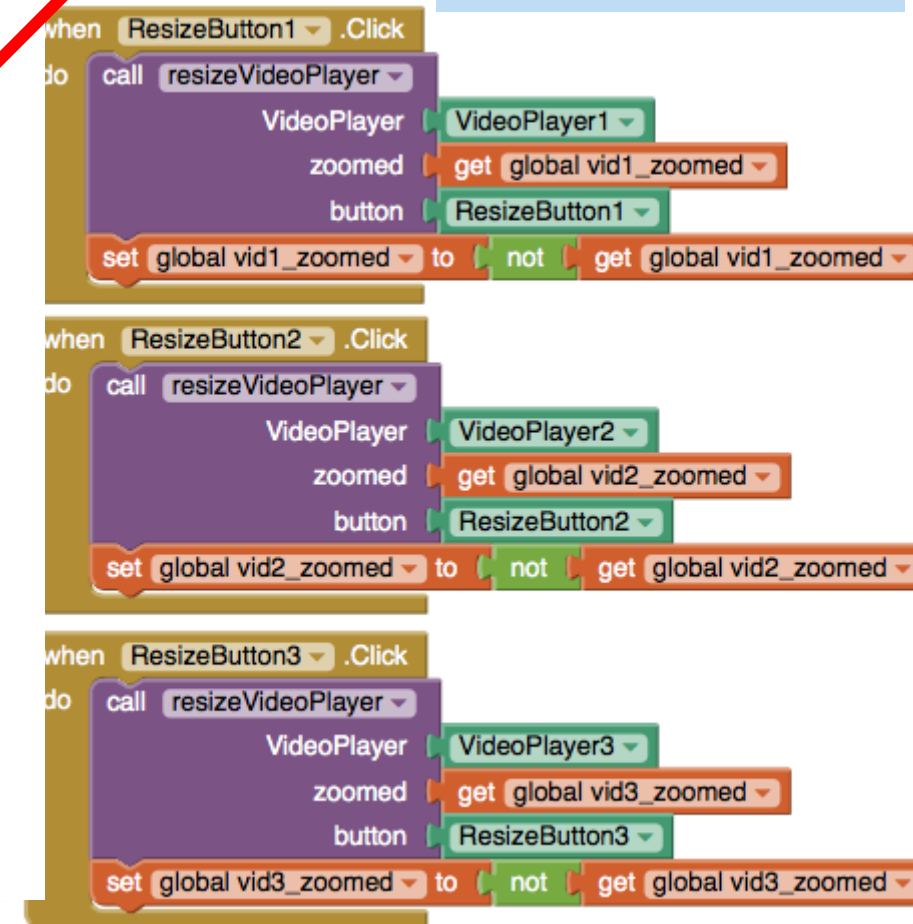 when ResizeButton1 .Click
do call resizeVideoPlayer
VideoPlayer VideoPlayer1
zoomed get global vid1_zoomed
button ResizeButton1
set global vid1_zoomed to not get global vid1_zoomed
when ResizeButton2 .Click
do call resizeVideoPlayer
VideoPlayer VideoPlayer2
zoomed get global vid2_zoomed
button ResizeButton2
set global vid2_zoomed to not get global vid2_zoomed
when ResizeButton3 .Click
do call resizeVideoPlayer
VideoPlayer VideoPlayer3
zoomed get global vid3_zoomed
button ResizeButton3
set global vid3_zoomed to not get global vid3_zoomed